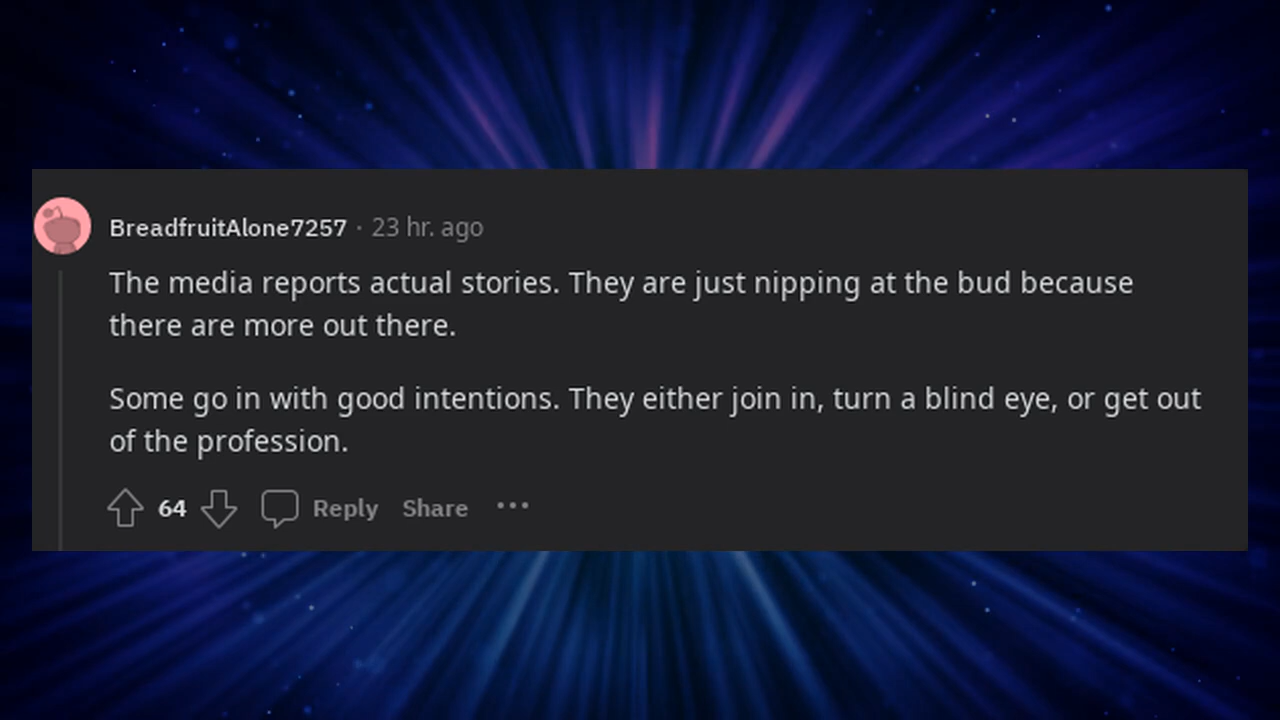 BreadfruitAlone7257 · 23 hr. ago
The media reports actual stories. They are just nipping at the bud because
there are more out there.
Some go in with good intentions. They either join in, turn a blind eye, or get out
of the profession.
64 Reply Share ···